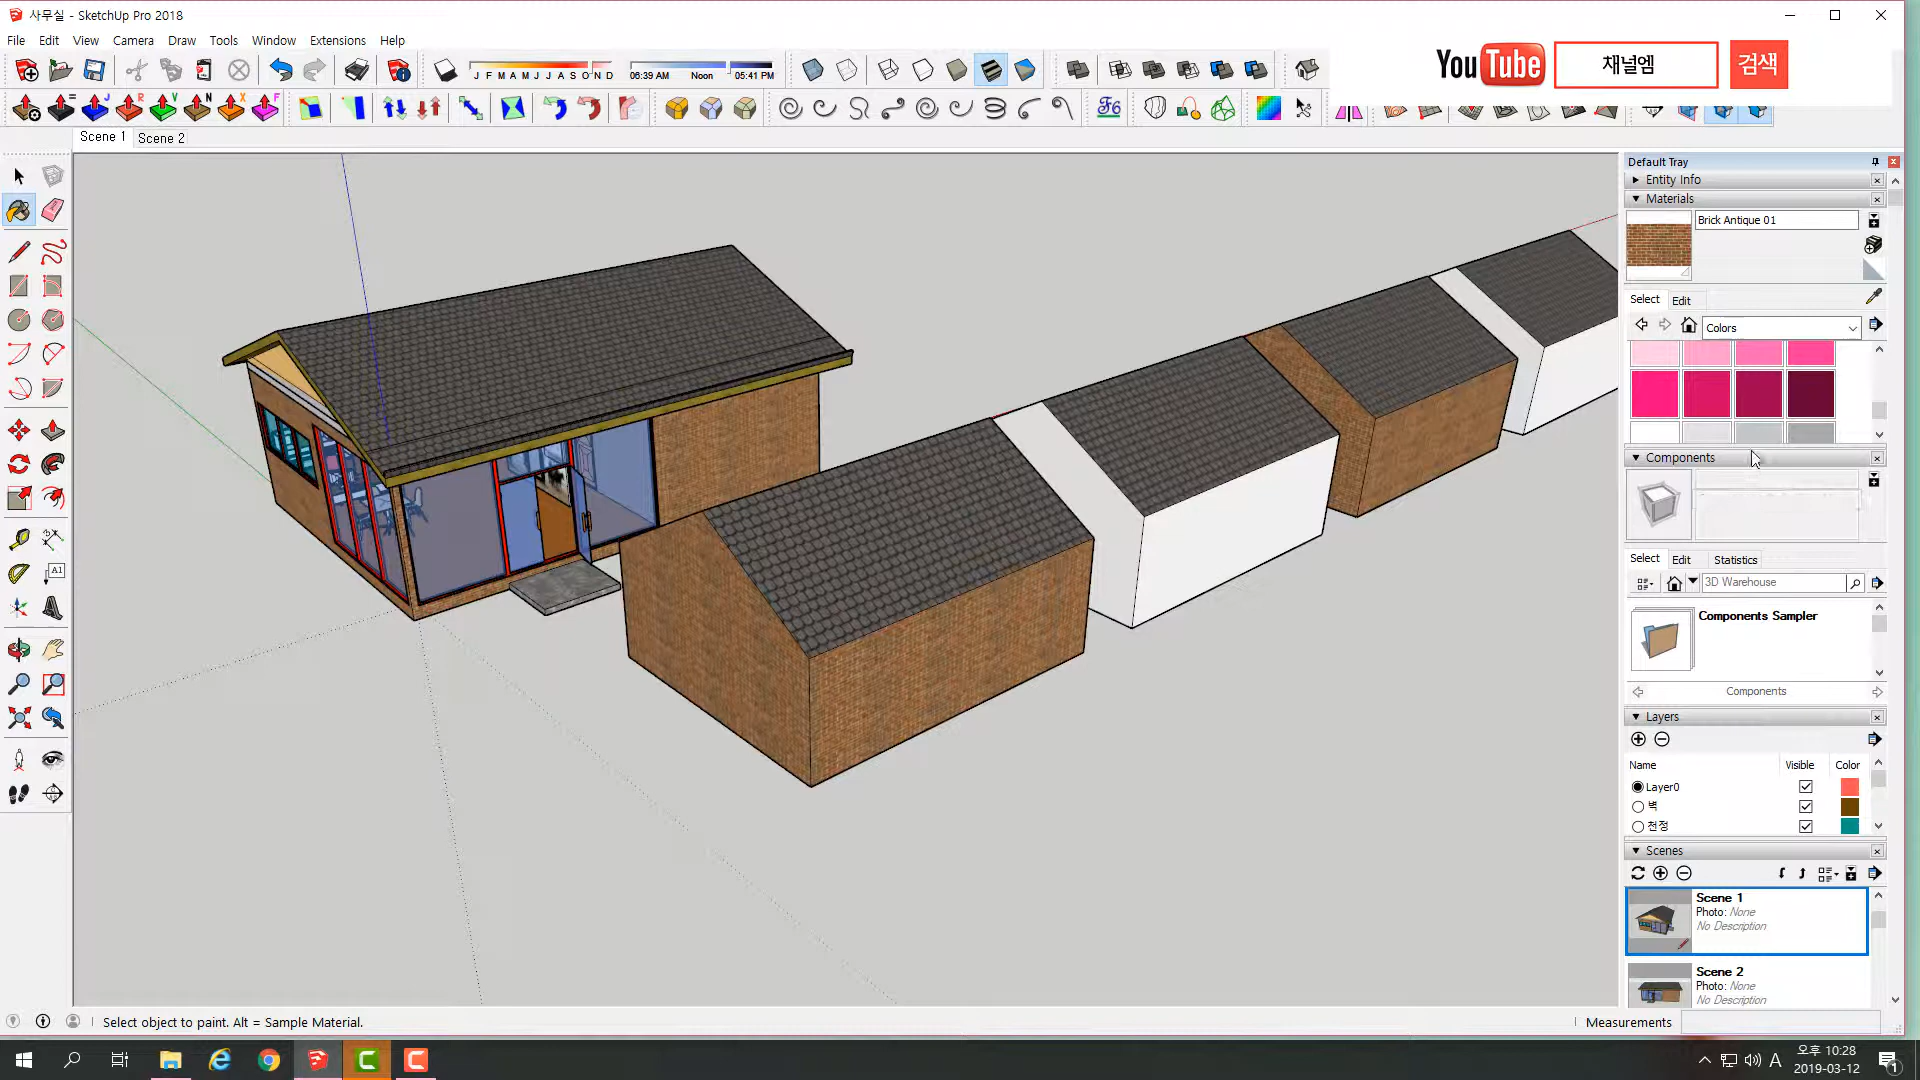 사무실 - SketchUp Pro 2018
File Edit View Camera Draw Tools Window Extensions Help
J F M A M J J A S O N D
06:39 AM Noon 05:41 PM
YouTube 채널엠 검색
Scene 1 Scene 2
Default Tray
Entity Info
Materials
Brick Antique 01
Select Edit
Colors
Components
Select Edit Statistics
3D Warehouse
Components Sampler
Components
Layers
Name Visible Color
Layer0
벽
천정
Scenes
Scene 1
Photo: None
No Description
Scene 2
Photo: None
No Description
Select object to paint. Alt = Sample Material.
Measurements
A
오후 10:28
2019-03-12
1